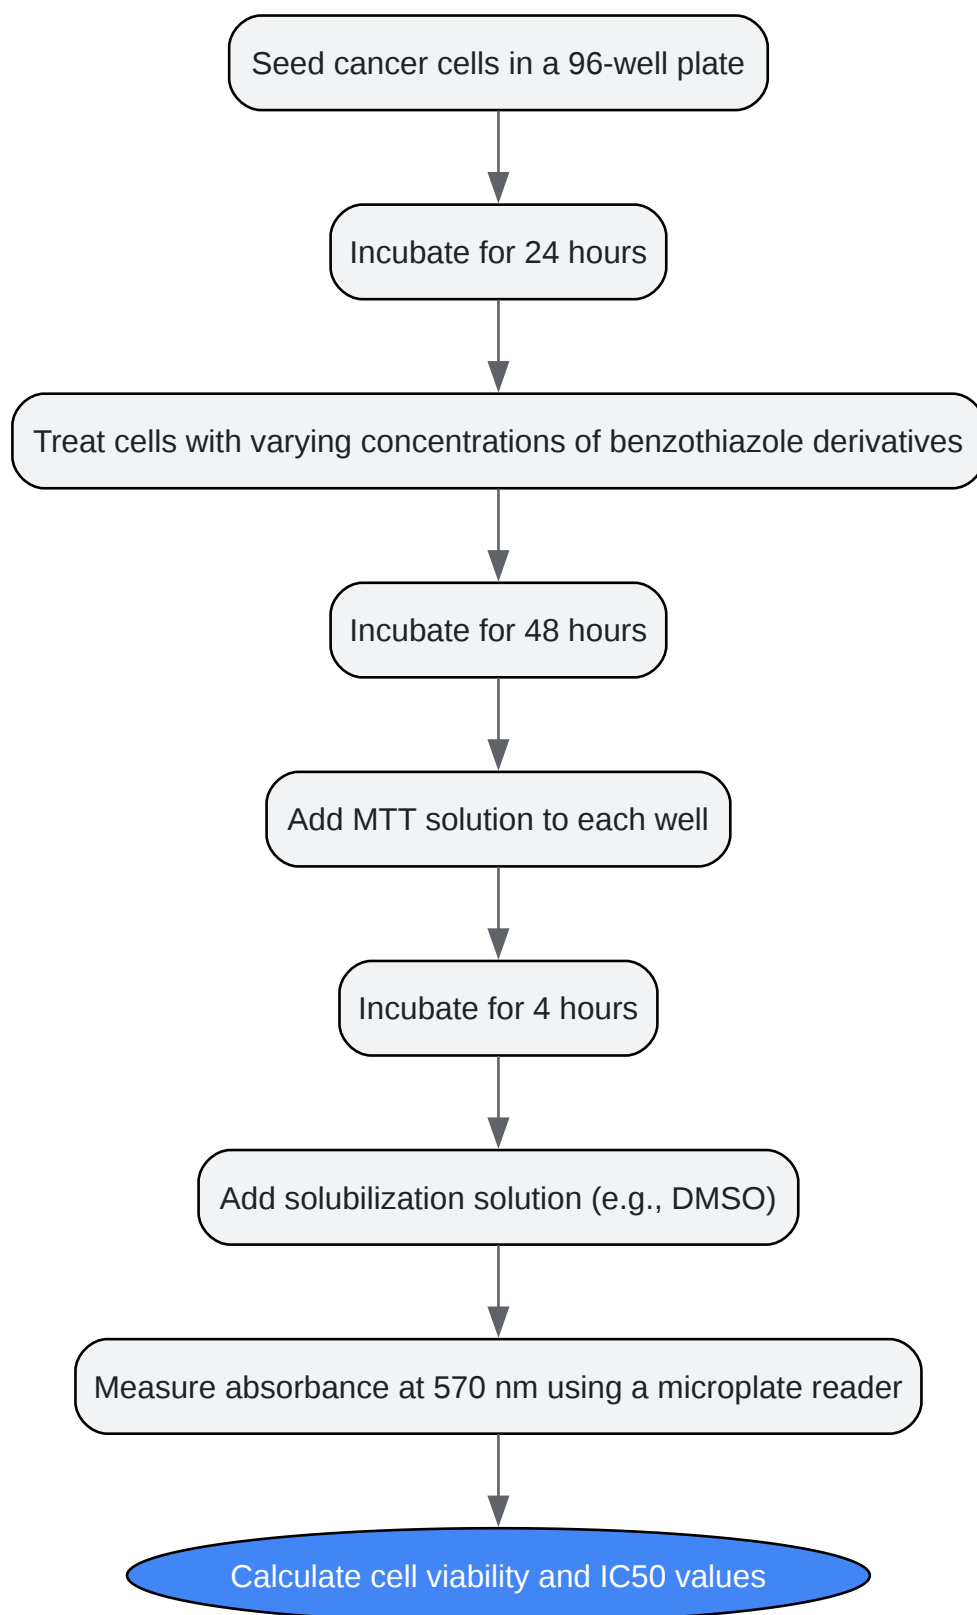 Seed cancer cells in a 96-well plate
Incubate for 24 hours
Treat cells with varying concentrations of benzothiazole derivatives
Incubate for 48 hours
Add MTT solution to each well
Incubate for 4 hours
Add solubilization solution (e.g., DMSO)
Measure absorbance at 570 nm using a microplate reader
Calculate cell viability and IC50 values